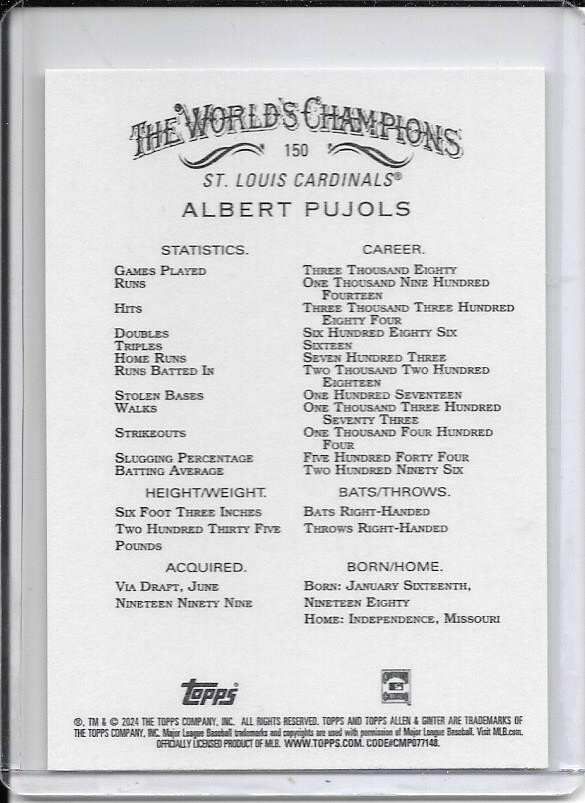 THE WORLD'S CHAMPIONS
150
ST. LOUIS CARDINALS®
ALBERT PUJOLS
STATISTICS. CAREER.
GAMES PLAYED THREE THOUSAND EIGHTY
RUNS ONE THOUSAND NINE HUNDRED
FOURTEEN
HITS THREE THOUSAND THREE HUNDRED
EIGHTY FOUR
DOUBLES SIX HUNDRED EIGHTY SIX
TRIPLES SIXTEEN
HOME RUNS SEVEN HUNDRED THREE
RUNS BATTED IN TWO THOUSAND TWO HUNDRED
EIGHTEEN
STOLEN BASES ONE HUNDRED SEVENTEEN
WALKS ONE THOUSAND THREE HUNDRED
SEVENTY THREE
STRIKEOUTS ONE THOUSAND FOUR HUNDRED
FOUR
SLUGGING PERCENTAGE FIVE HUNDRED FORTY FOUR
BATTING AVERAGE TWO HUNDRED NINETY SIX
HEIGHT/WEIGHT. BATS/THROWS.
SIX FOOT THREE INCHES BATS RIGHT-HANDED
TWO HUNDRED THIRTY FIVE THROWS RIGHT-HANDED
POUNDS
ACQUIRED. BORN/HOME.
VIA DRAFT, JUNE BORN: JANUARY SIXTEENTH,
NINETEEN NINETY NINE NINETEEN EIGHTY
HOME: INDEPENDENCE, MISSOURI
Topps
®, TM & © 2024 THE TOPPS COMPANY, INC. ALL RIGHTS RESERVED. TOPPS AND TOPPS ALLEN & GINTER ARE TRADEMARKS OF
THE TOPPS COMPANY, INC. Major League Baseball trademarks and copyrights are used with permission of Major League Baseball. Visit MLB.com.
OFFICIALLY LICENSED PRODUCT OF MLB. WWW.TOPPS.COM. CODE#CMP077148.